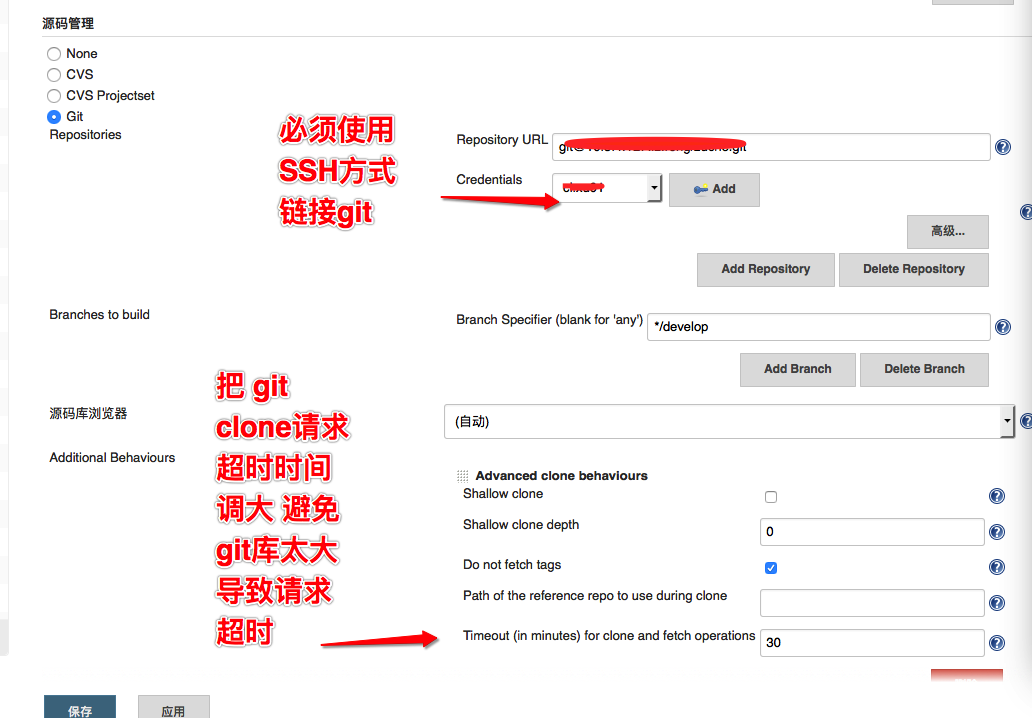 源码管理
None
CVS
CVS Projectset
Git
Repositories
必须使用
SSH方式
链接git
Repository URL
Credentials
Add
高级...
Add Repository
Delete Repository
Branches to build
Branch Specifier (blank for 'any')
*/develop
Add Branch
Delete Branch
把 git
clone请求
超时时间
调大 避免
git库太大
导致请求
超时
源码库浏览器
(自动)
Additional Behaviours
Advanced clone behaviours
Shallow clone
Shallow clone depth
0
Do not fetch tags
Path of the reference repo to use during clone
Timeout (in minutes) for clone and fetch operations
30
保存
应用